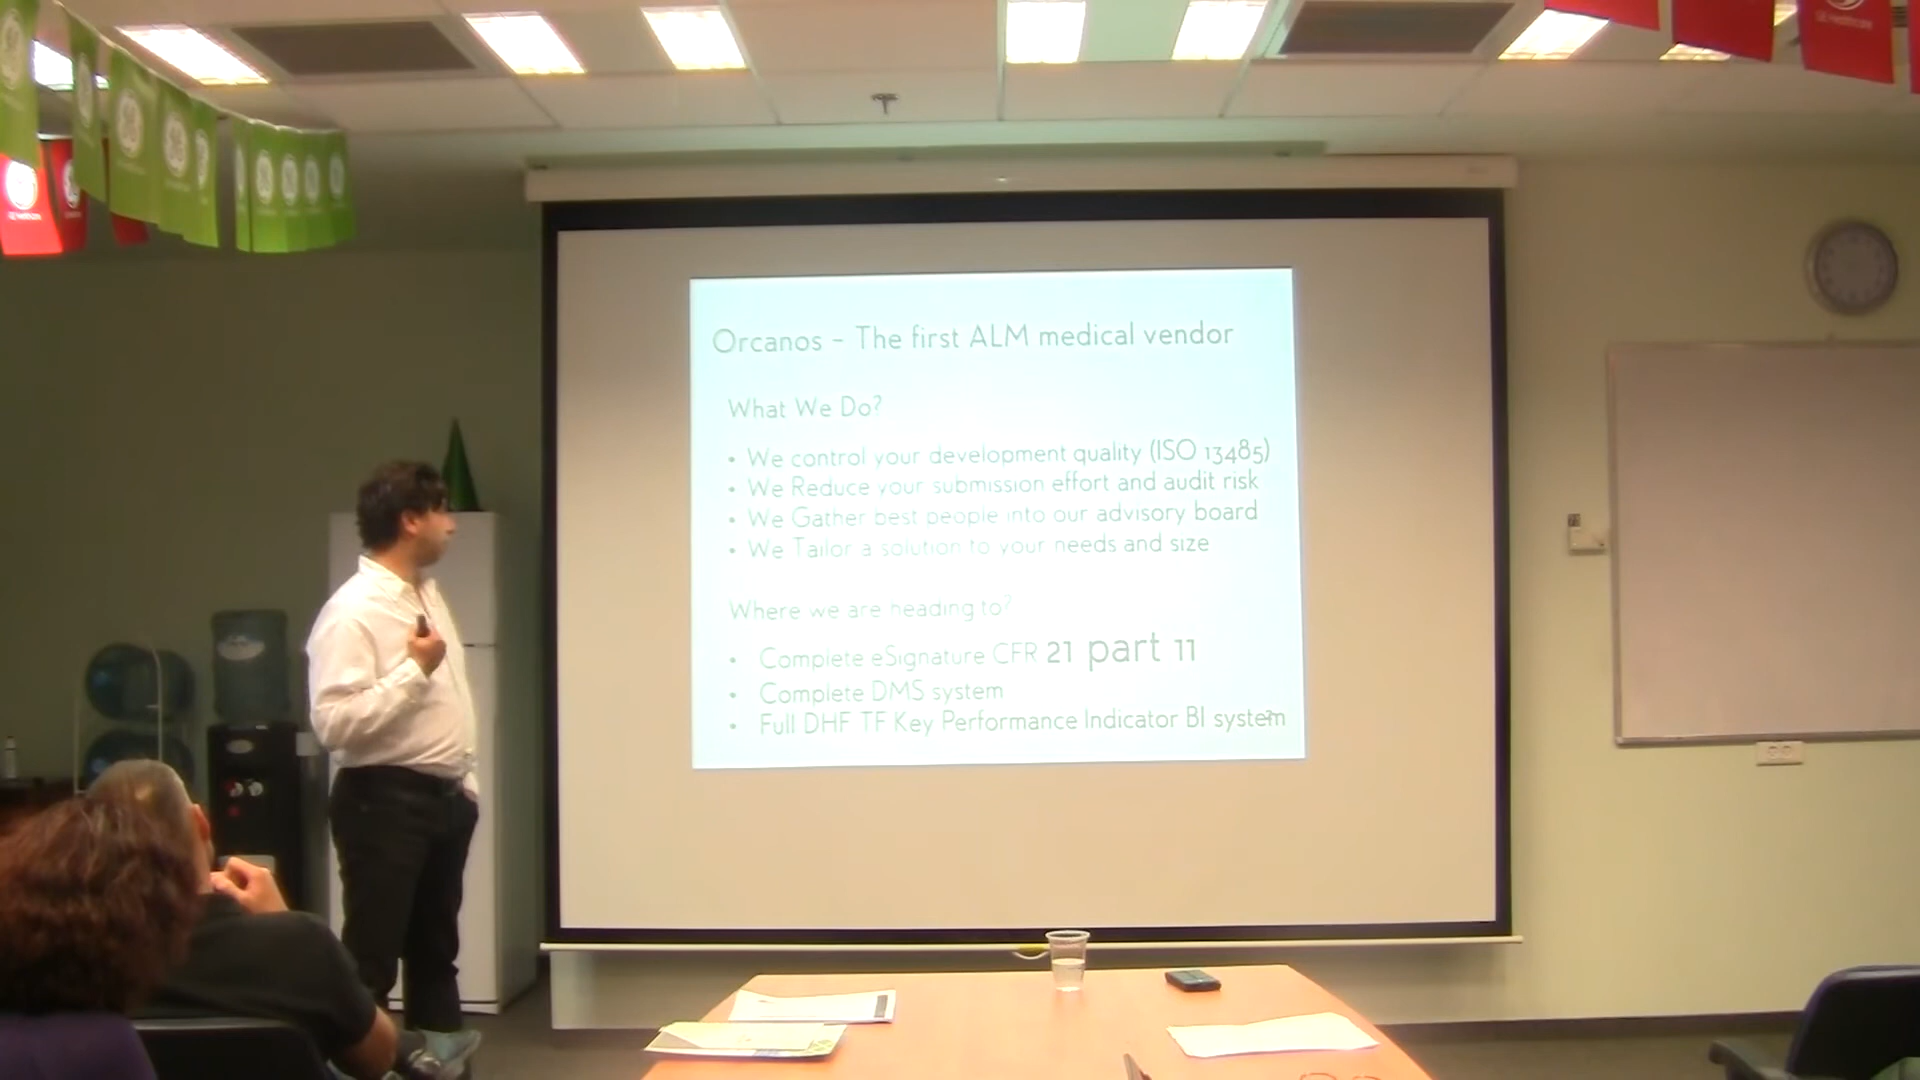 Orcanos - The first ALM medical vendor
What We Do?
• We control your development quality (ISO 13485)
• We Reduce your submission effort and audit risk
• We Gather best people into our advisory board
• We Tailor a solution to your needs and size
Where we are heading to?
• Complete eSignature CFR 21 part 11
• Complete DMS system
• Full DHF TF Key Performance Indicator BI system
2